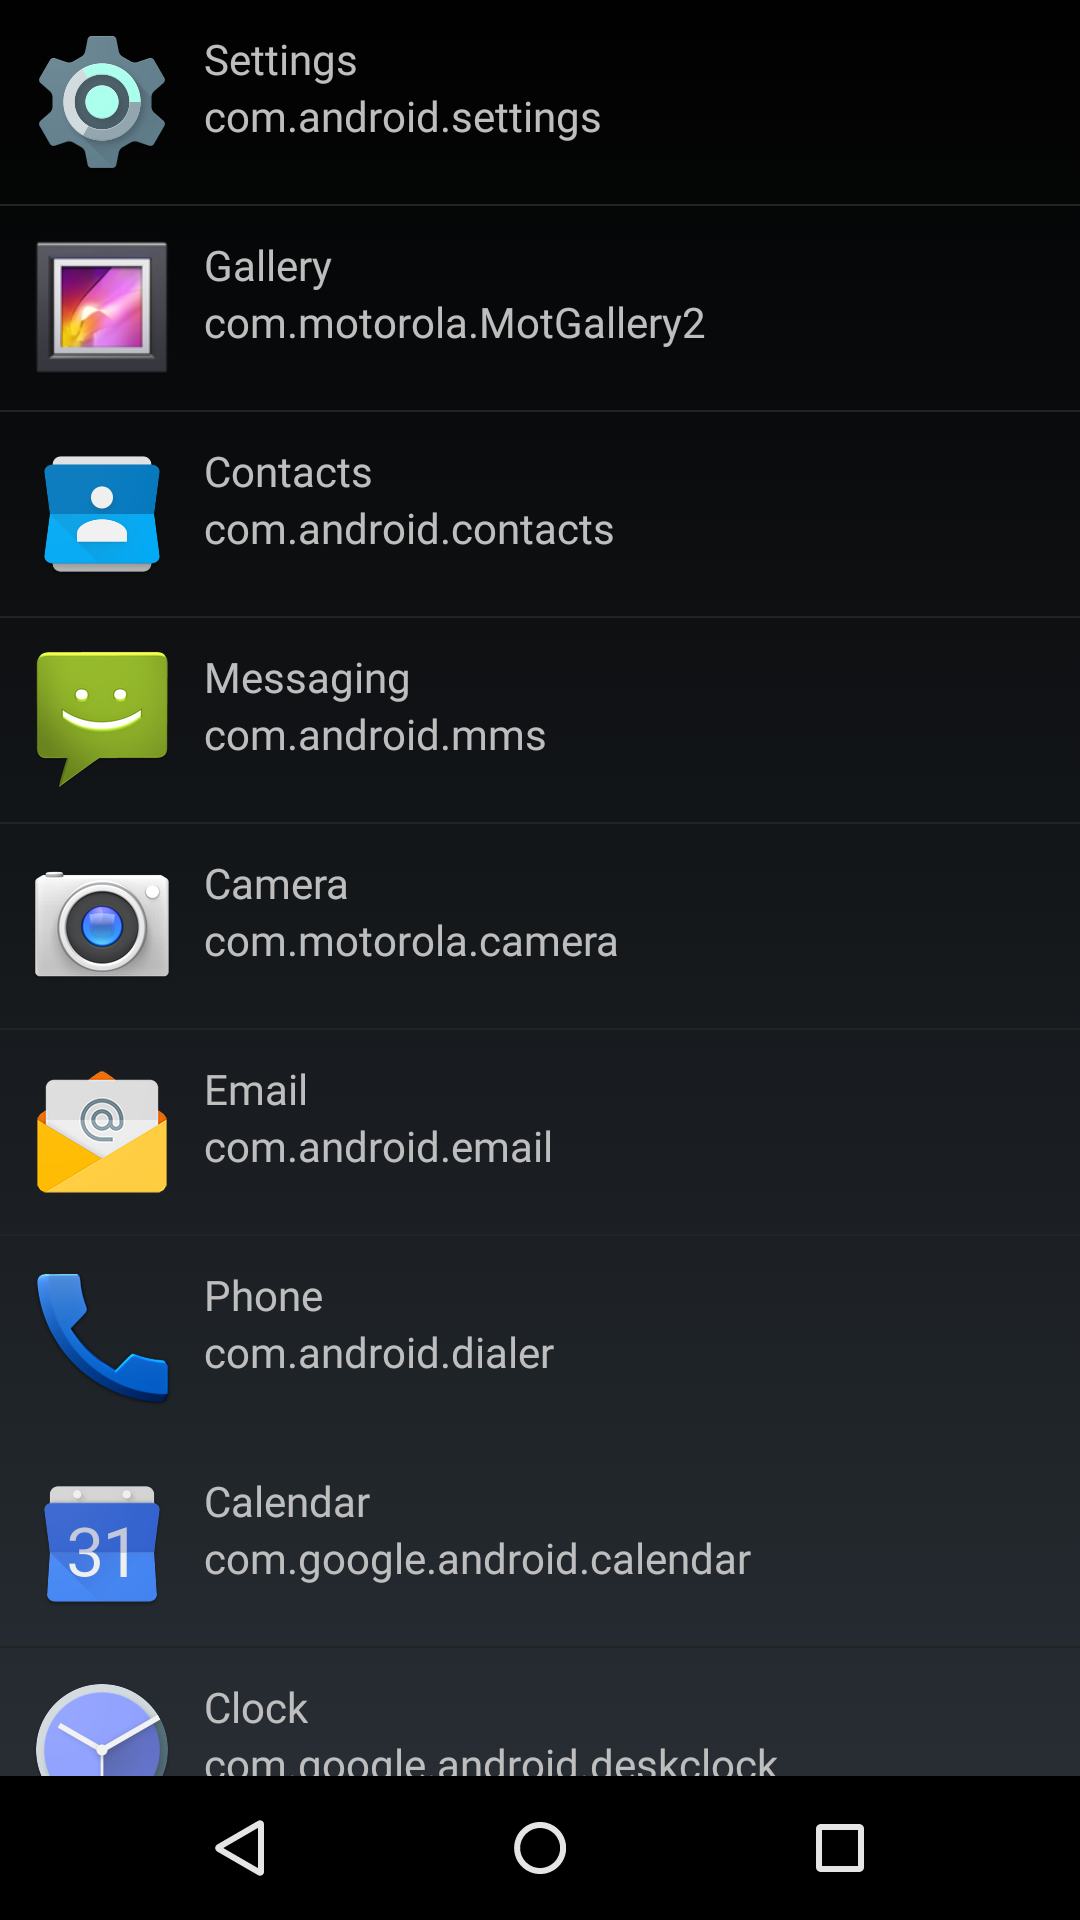 Settings
com.android.settings
Gallery
com.motorola.MotGallery2
Contacts
com.android.contacts
Messaging
com.android.mms
Camera
com.motorola.camera
@
Email
com.android.email
Phone
com.android.dialer
31
Calendar
com.google.android.calendar
Clock
com.google.android.deskclock